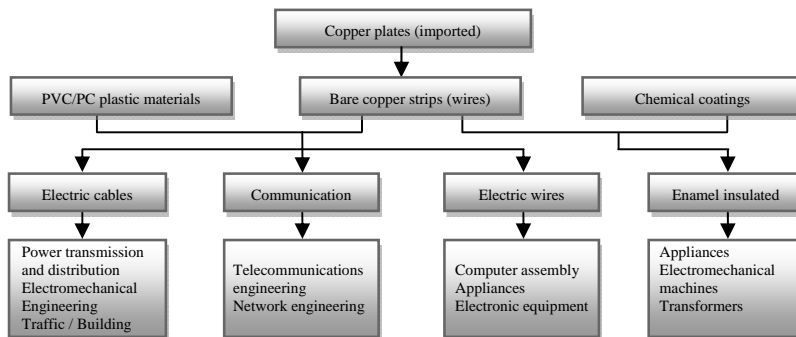 Copper plates (imported)
PVC/PC plastic materials
Bare copper strips (wires)
Chemical coatings
Electric cables
Communication
Electric wires
Enamel insulated
Power transmission
and distribution
Electromechanical
Engineering
Traffic / Building
Telecommunications
engineering
Network engineering
Computer assembly
Appliances
Electronic equipment
Appliances
Electromechanical
machines
Transformers